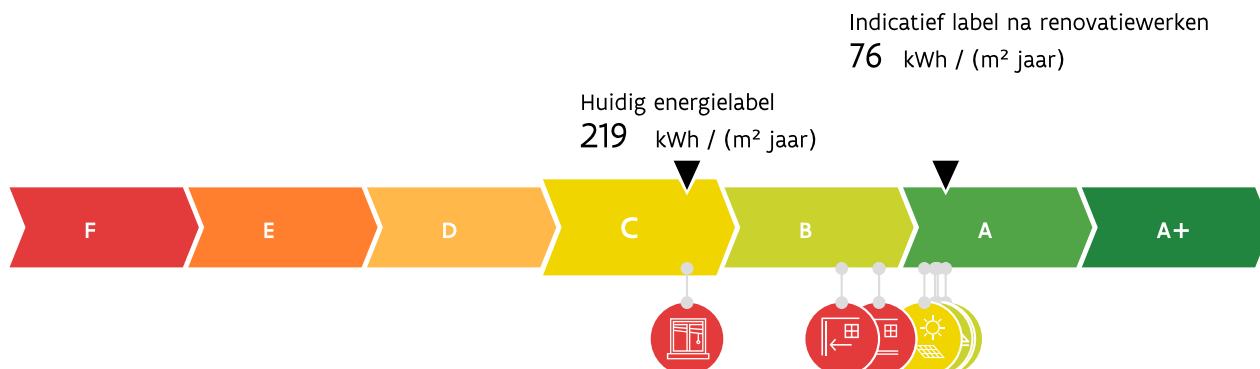 Indicatief label na renovatiewerken
76 kWh / (m² jaar)
Huidig energielabel
219 kWh / (m² jaar)
F E D C B A A+